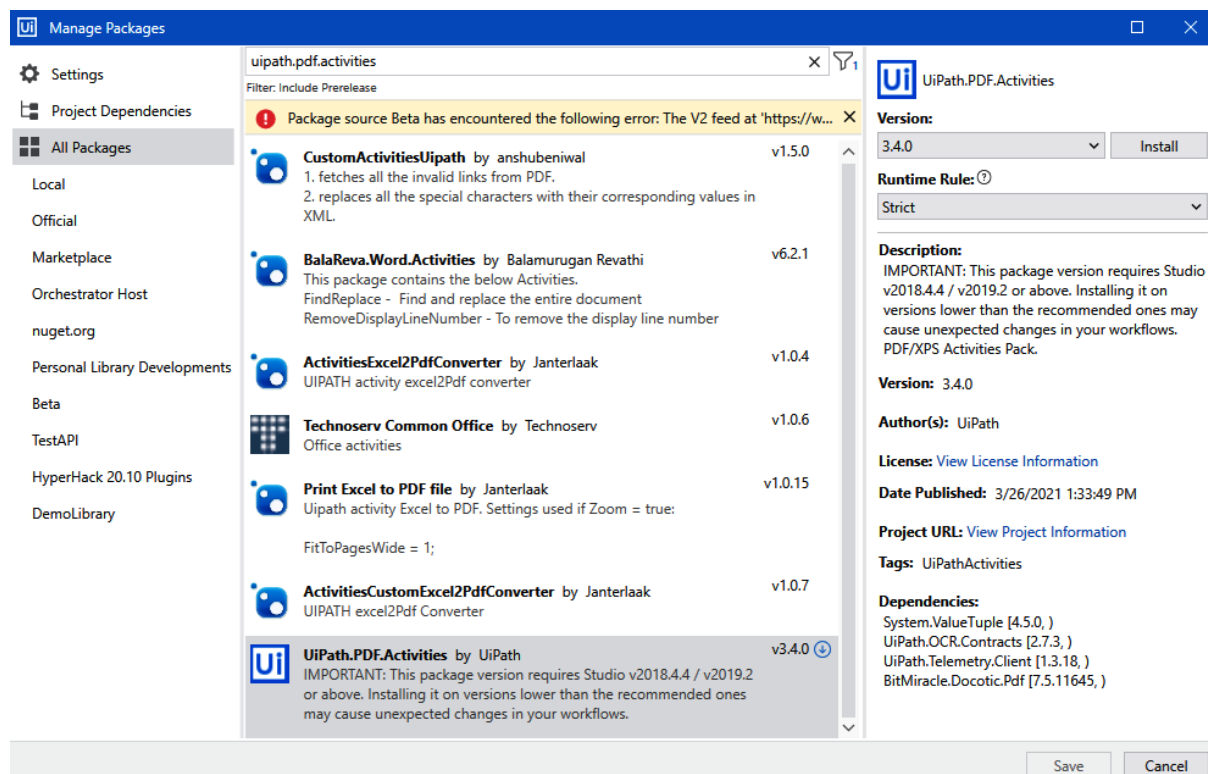 Ui Manage Packages
Settings
Project Dependencies
All Packages
Local
Official
Marketplace
Orchestrator Host
nuget.org
Personal Library Developments
Beta
TestAPI
HyperHack 20.10 Plugins
DemoLibrary
uipath.pdf.activities
1
Filter: Include Prerelease
Package source Beta has encountered the following error: The V2 feed at 'https://w...
CustomActivitiesUipath by anshubeniwal v1.5.0
1. fetches all the invalid links from PDF.
2. replaces all the special characters with their corresponding values in
XML.
BalaReva.Word.Activities by Balamurugan Revathi v6.2.1
This package contains the below Activities.
FindReplace - Find and replace the entire document
RemoveDisplayLineNumber - To remove the display line number
ActivitiesExcel2PdfConverter by Janterlaak v1.0.4
UIPATH activity excel2Pdf converter
Technoserv Common Office by Technoserv v1.0.6
Office activities
Print Excel to PDF file by Janterlaak v1.0.15
Uipath activity Excel to PDF. Settings used if Zoom = true:
FitToPagesWide = 1;
ActivitiesCustomExcel2PdfConverter by Janterlaak v1.0.7
UIPATH excel2Pdf Converter
Ui UiPath.PDF.Activities by UiPath v3.4.0
IMPORTANT: This package version requires Studio v2018.4.4 / v2019.2
or above. Installing it on versions lower than the recommended ones
may cause unexpected changes in your workflows.
Ui UiPath.PDF.Activities
Version:
3.4.0 Install
Runtime Rule: ?
Strict
Description:
IMPORTANT: This package version requires Studio
v2018.4.4 / v2019.2 or above. Installing it on
versions lower than the recommended ones may
cause unexpected changes in your workflows.
PDF/XPS Activities Pack.
Version: 3.4.0
Author(s): UiPath
License: View License Information
Date Published: 3/26/2021 1:33:49 PM
Project URL: View Project Information
Tags: UiPathActivities
Dependencies:
System.ValueTuple [4.5.0, )
UiPath.OCR.Contracts [2.7.3, )
UiPath.Telemetry.Client [1.3.18, )
BitMiracle.Docotic.Pdf [7.5.11645, )
Save Cancel